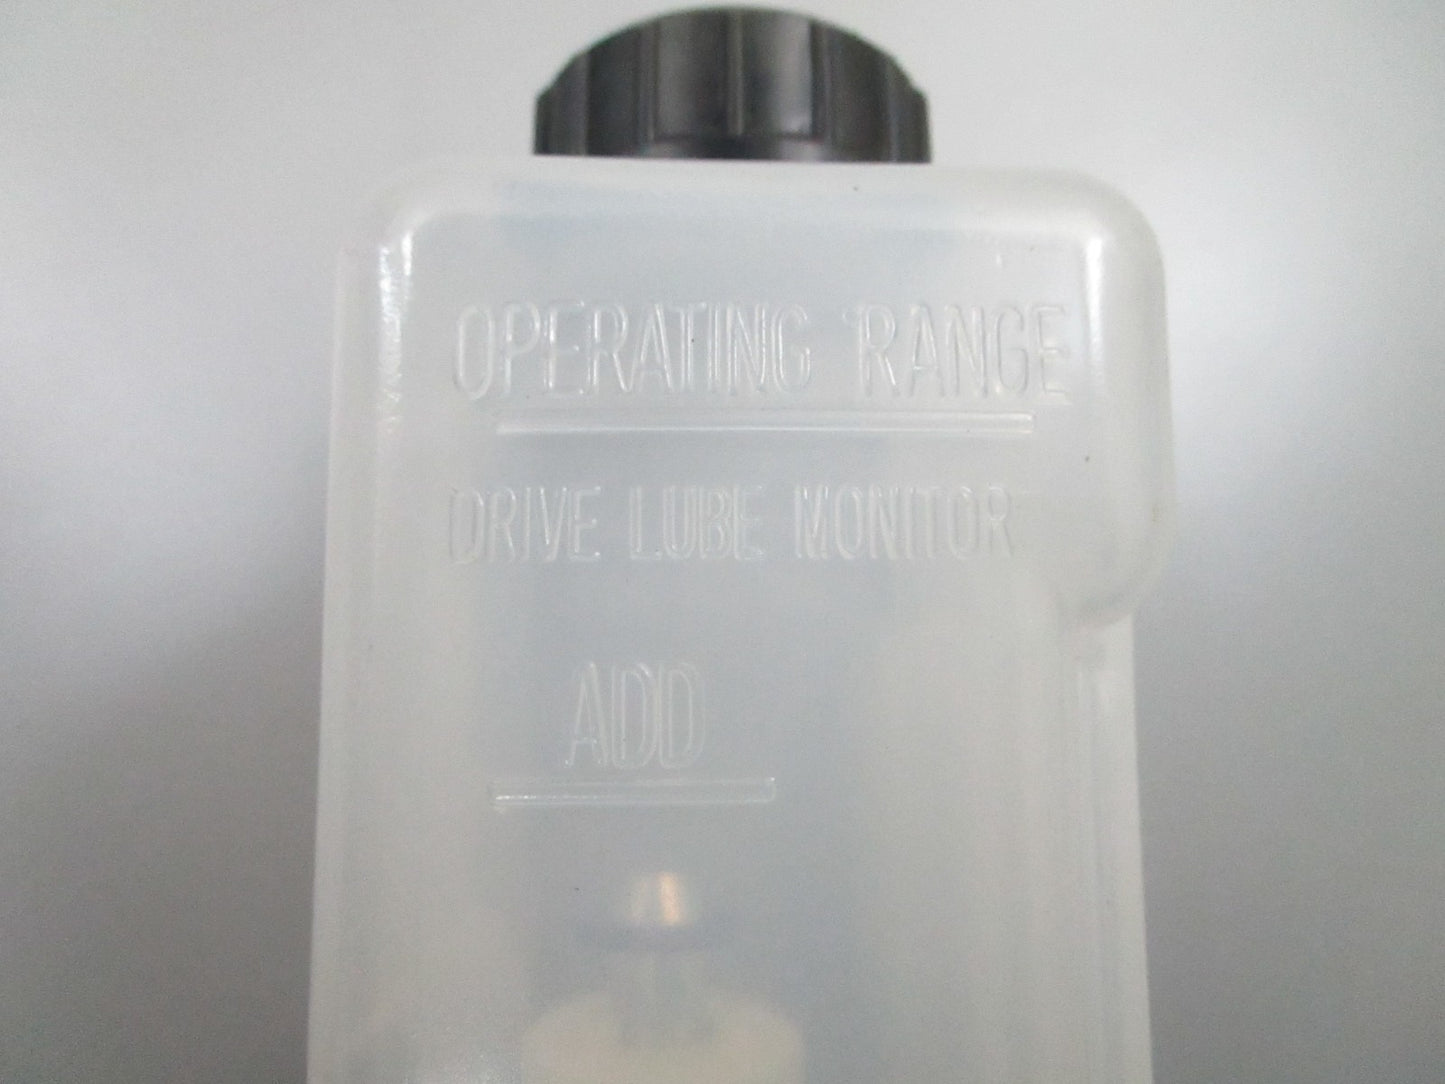 OPERATING RANGE
DRIVE LUBE MONITOR
ADD